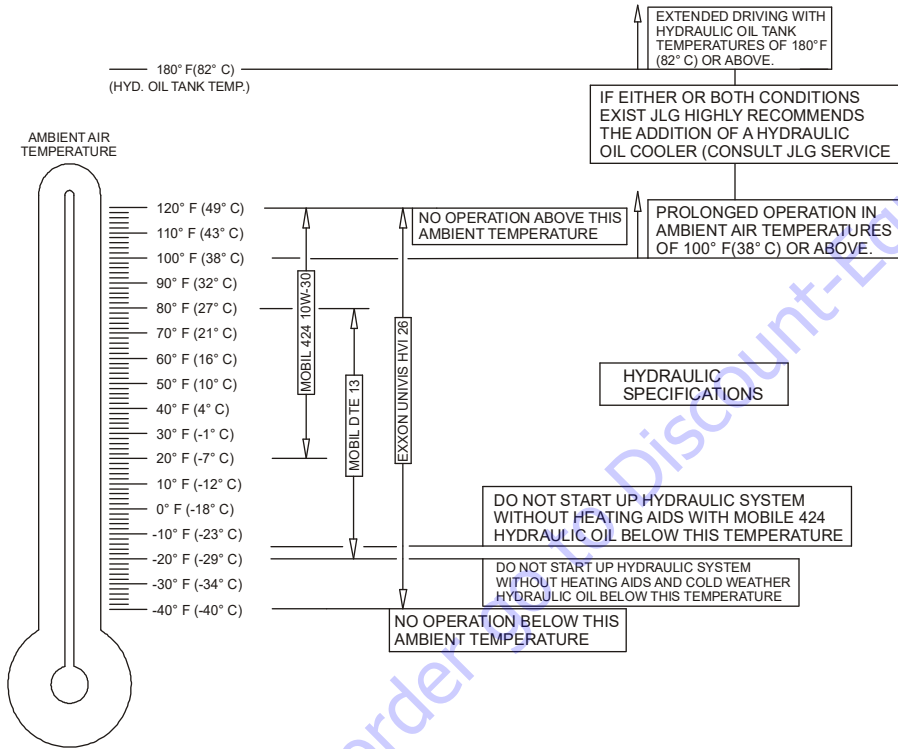 EXTENDED DRIVING WITH
HYDRAULIC OIL TANK
TEMPERATURES OF 180°F
(82° C) OR ABOVE.
180° F(82° C)
(HYD. OIL TANK TEMP.)
IF EITHER OR BOTH CONDITIONS
EXIST JLG HIGHLY RECOMMENDS
THE ADDITION OF A HYDRAULIC
OIL COOLER (CONSULT JLG SERVICE
AMBIENT AIR
TEMPERATURE
120° F (49° C)
110° F (43° C)
100° F (38° C)
90° F (32° C)
80° F (27° C)
70° F (21° C)
60° F (16° C)
50° F (10° C)
40° F (4° C)
30° F (-1° C)
20° F (-7° C)
10° F (-12° C)
0° F (-18° C)
-10° F (-23° C)
-20° F (-29° C)
-30° F (-34° C)
-40° F (-40° C)
MOBIL 424 10W-30
MOBIL DTE 13
EXXON UNIVIS HVI 26
NO OPERATION ABOVE THIS
AMBIENT TEMPERATURE
PROLONGED OPERATION IN
AMBIENT AIR TEMPERATURES
OF 100° F(38° C) OR ABOVE.
HYDRAULIC
SPECIFICATIONS
DO NOT START UP HYDRAULIC SYSTEM
WITHOUT HEATING AIDS WITH MOBILE 424
HYDRAULIC OIL BELOW THIS TEMPERATURE
DO NOT START UP HYDRAULIC SYSTEM
WITHOUT HEATING AIDS AND COLD WEATHER
HYDRAULIC OIL BELOW THIS TEMPERATURE
NO OPERATION BELOW THIS
AMBIENT TEMPERATURE
order go to Discount-Equ